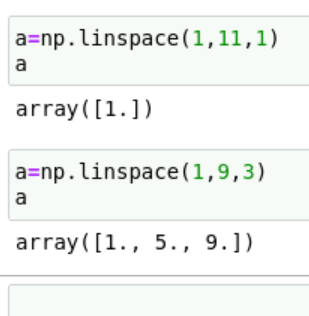 a=np.linspace(1,11,1)
a
array([1.])
a=np.linspace(1,9,3)
a
array([1., 5., 9.])